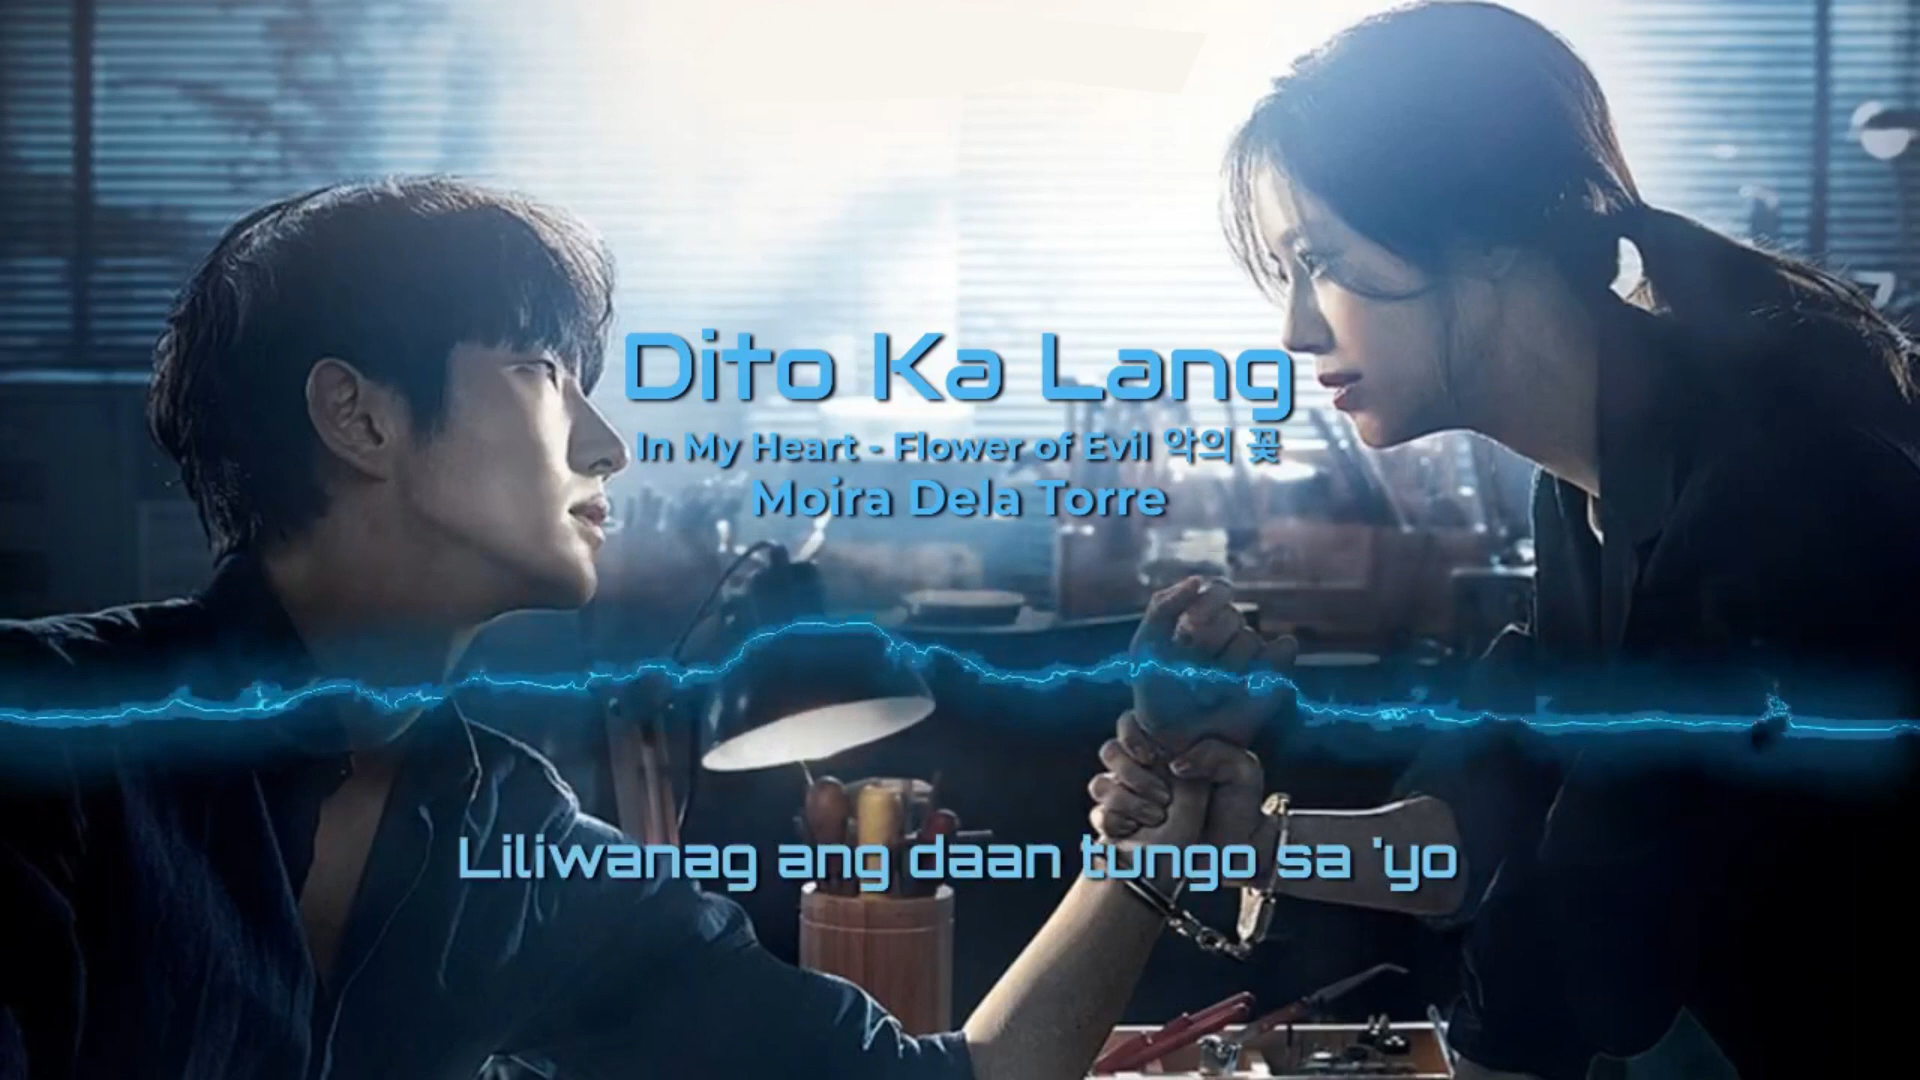 Dito Ka Lang
In My Heart - Flower of Evil 악의 꽃
Moira Dela Torre
Liliwanag ang daan tungo sa 'yo